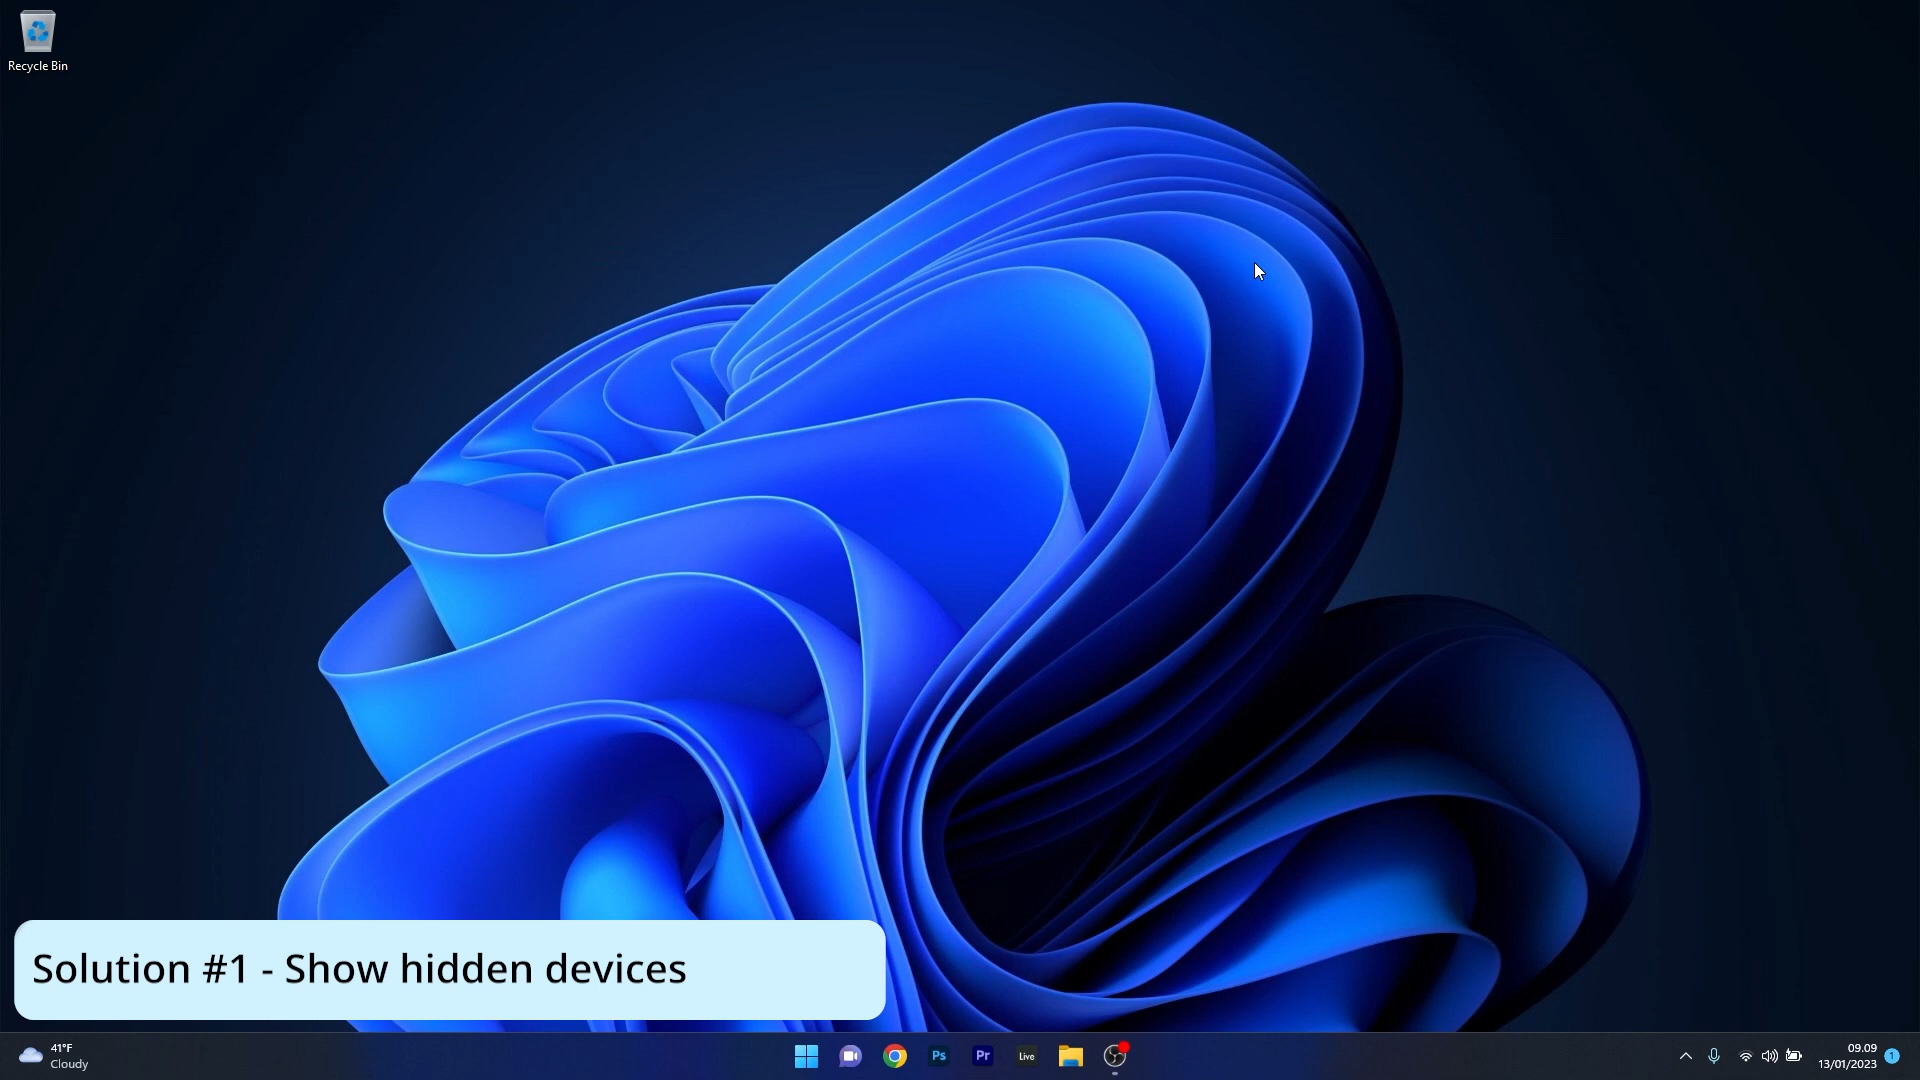 Recycle Bin
Solution #1 - Show hidden devices
41°F
Cloudy
Ps
Pr
Live
09.09
13/01/2023
1